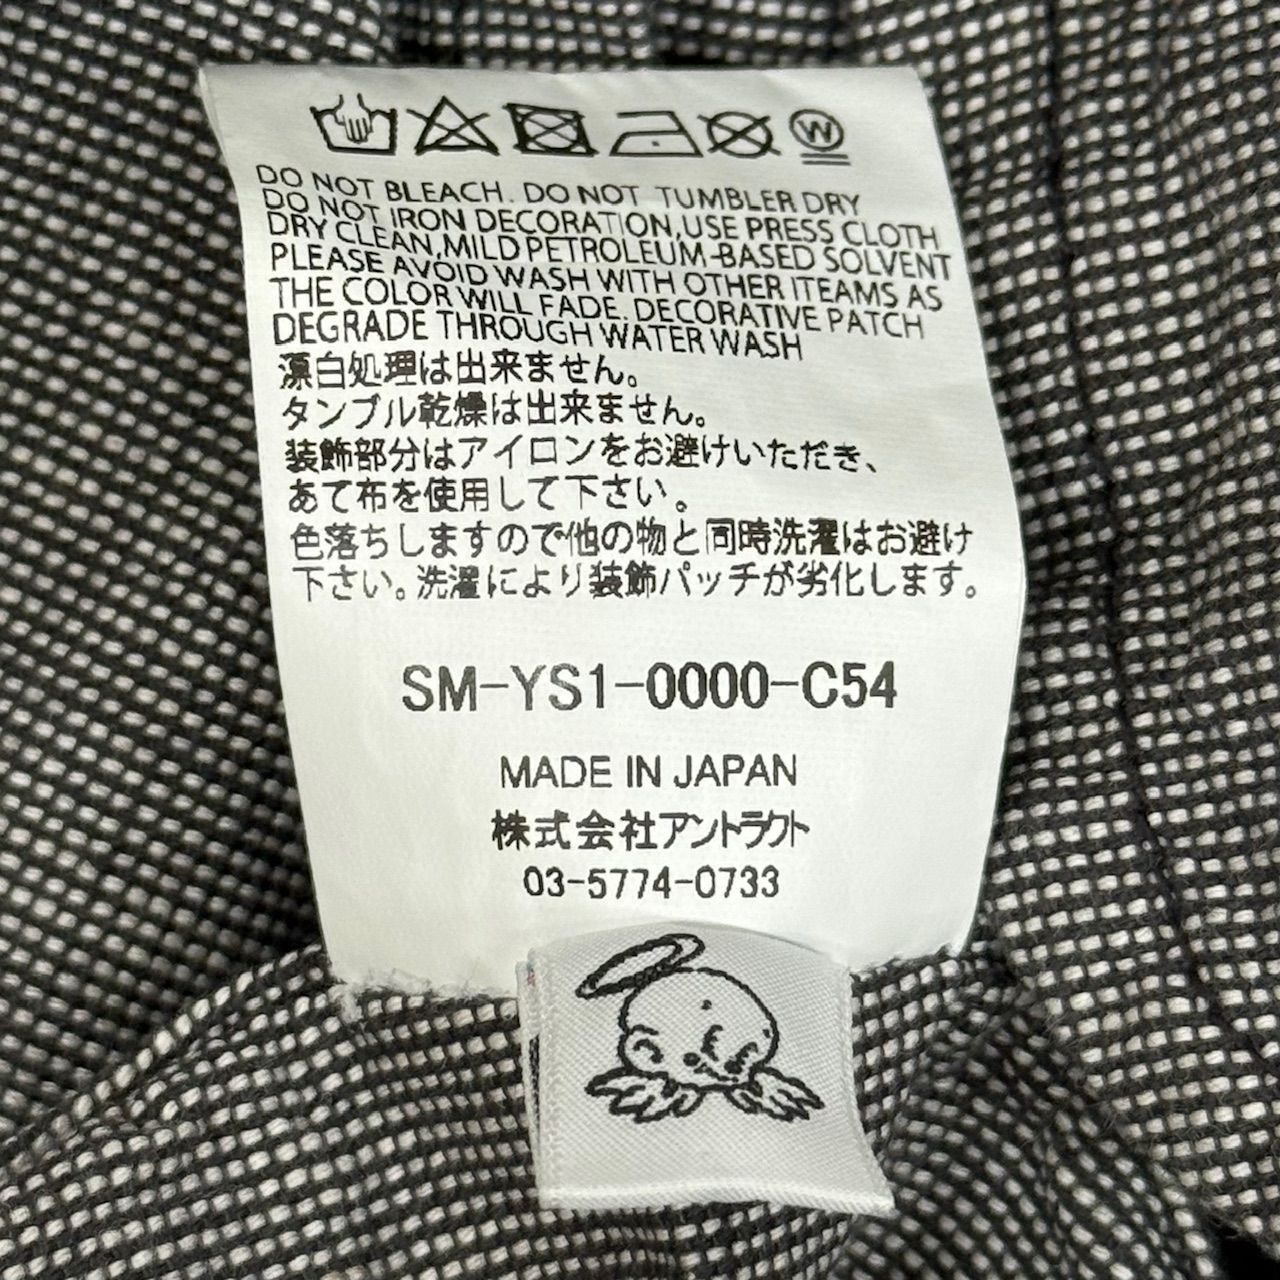 W
DO NOT BLEACH. DO NOT TUMBLER DRY
DO NOT IRON DECORATION,USE PRESS CLOTH
DRY CLEAN,MILD PETROLEUM-BASED SOLVENT
PLEASE AVOID WASH WITH OTHER ITEAMS AS
THE COLOR WILL FADE. DECORATIVE PATCH
DEGRADE THROUGH WATER WASH
漂白処理は出来ません。
タンブル乾燥は出来ません。
装飾部分はアイロンをお避けいただき、
あて布を使用して下さい。
色落ちしますので他の物と同時洗濯はお避け
下さい。洗濯により装飾パッチが劣化します。
SM-YS1-0000-C54
MADE IN JAPAN
株式会社アントラクト
03-5774-0733